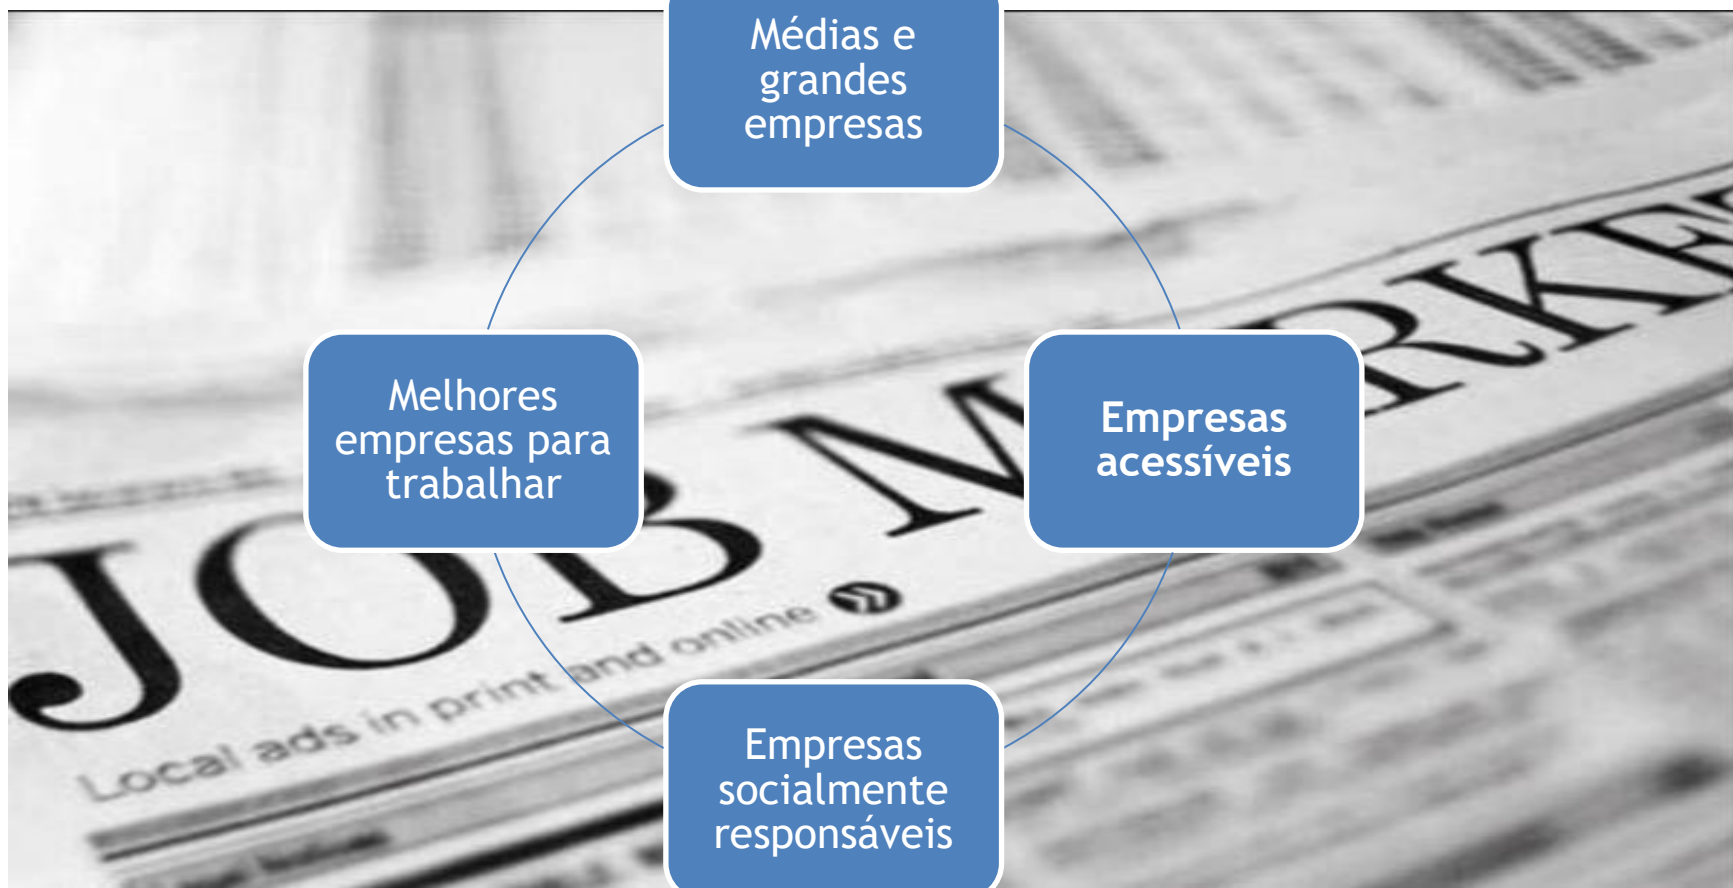 Médias e
grandes
empresas
Melhores
empresas para
trabalhar
Empresas
acessíveis
Empresas
socialmente
responsáveis
JOB M RKE
Local ads in print and online